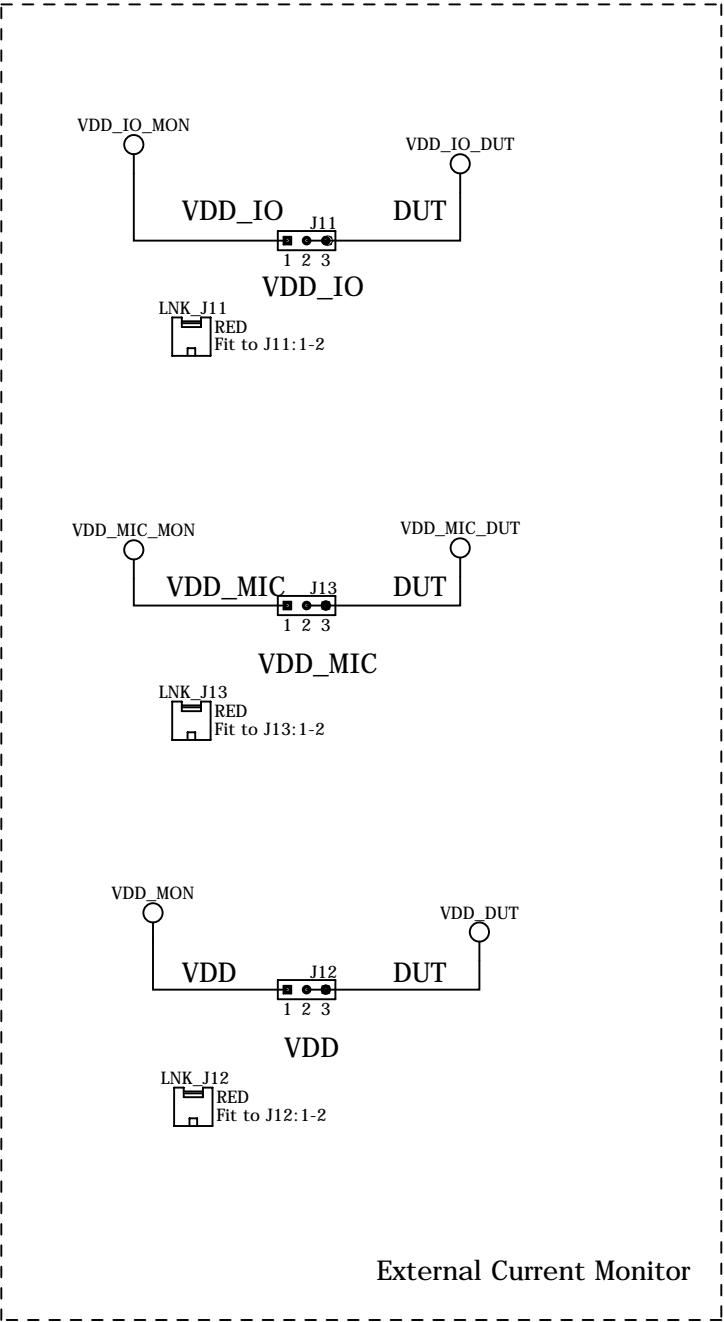 VDD_IO_MON
VDD_IO_DUT
VDD_IO
DUT
J11
1 2 3
VDD_IO
LNK_J11
RED
Fit to J11:1-2
VDD_MIC_MON
VDD_MIC_DUT
VDD_MIC
DUT
J13
1 2 3
VDD_MIC
LNK_J13
RED
Fit to J13:1-2
VDD_MON
VDD_DUT
VDD
DUT
J12
1 2 3
VDD
LNK_J12
RED
Fit to J12:1-2
External Current Monitor